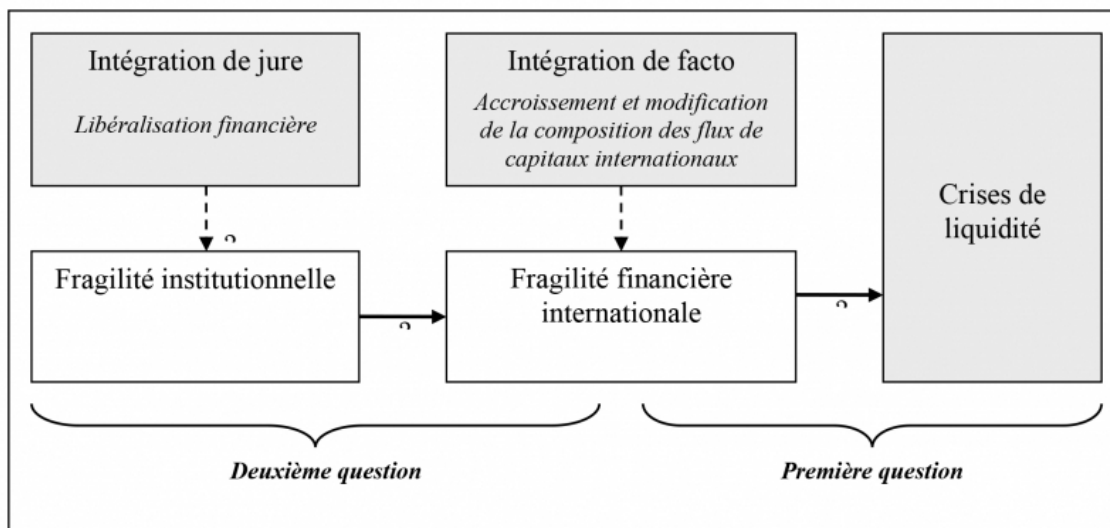 Intégration de jure
Libéralisation financière
Intégration de facto
Accroissement et modification
de la composition des flux de
capitaux internationaux
Crises de
liquidité
Fragilité institutionnelle
Fragilité financière
internationale
Deuxième question
Première question